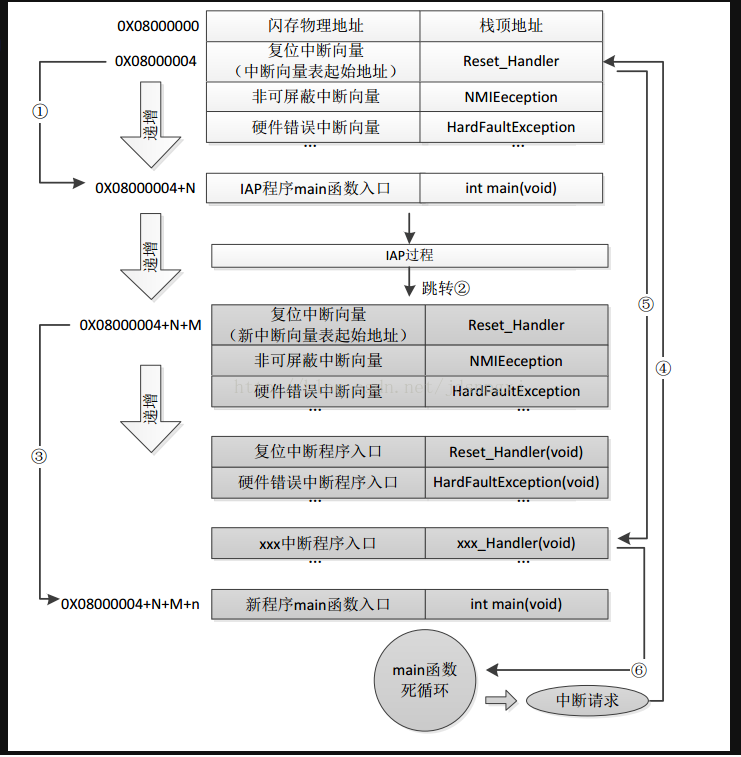 0X08000000 闪存物理地址 栈顶地址
0X08000004 复位中断向量
（中断向量表起始地址） Reset_Handler
非可屏蔽中断向量 NMIEeception
① 递增 硬件错误中断向量 HardFaultException
... ...
0X08000004+N IAP程序main函数入口 int main(void)
递增 IAP过程
跳转②
0X08000004+N+M 复位中断向量
（新中断向量表起始地址） Reset_Handler
⑤
非可屏蔽中断向量 NMIEeception
④
递增 硬件错误中断向量 HardFaultException
... ...
复位中断程序入口 Reset_Handler(void)
③ 硬件错误中断程序入口 HardFaultException(void)
... ...
xxx中断程序入口 xxx_Handler(void)
... ...
0X08000004+N+M+n 新程序main函数入口 int main(void)
main函数
死循环
⑥
中断请求